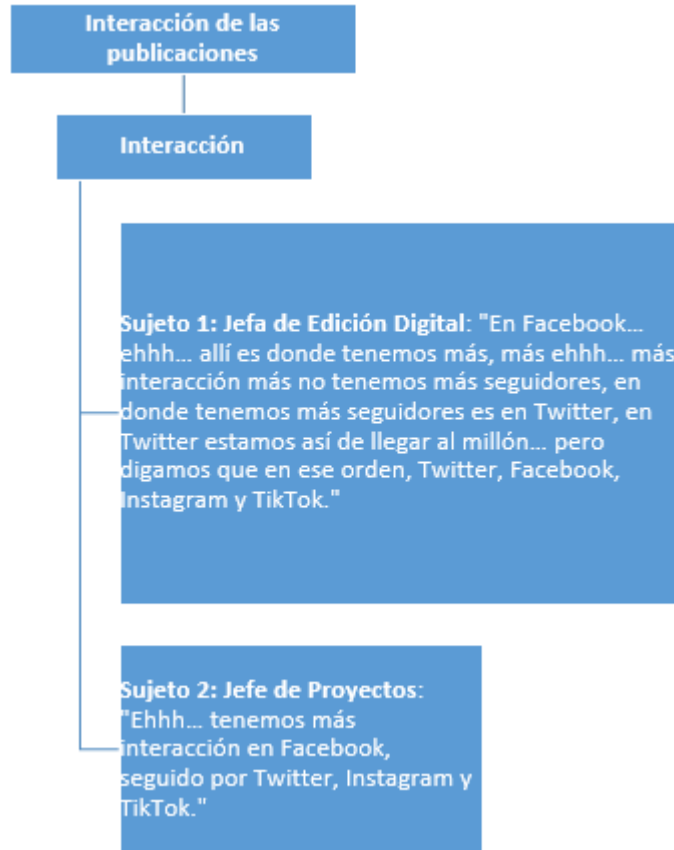 Interacción de las
publicaciones
Interacción
Sujeto 1: Jefa de Edición Digital: "En Facebook...
ehhh... allí es donde tenemos más, más ehhh... más
interacción más no tenemos más seguidores, en
donde tenemos más seguidores es en Twitter, en
Twitter estamos así de llegar al millón... pero
digamos que en ese orden, Twitter, Facebook,
Instagram y TikTok."
Sujeto 2: Jefe de Proyectos:
"Ehhh... tenemos más
interacción en Facebook,
seguido por Twitter, Instagram y
TikTok."